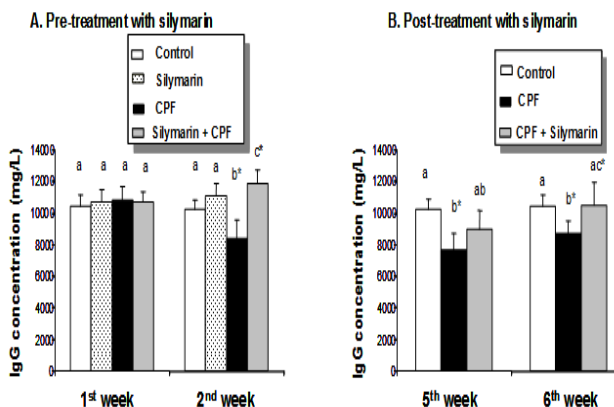 A. Pre-treatment with silymarin
Control
Silymarin
CPF
Silymarin + CPF
IgG concentration (mg/L)
14000
12000
10000
8000
6000
4000
2000
0
a a a a
a a b* c*
1st week 2nd week
B. Post-treatment with silymarin
Control
CPF
CPF + Silymarin
IgG concentration (mg/L)
14000
12000
10000
8000
6000
4000
2000
0
a b* ab
a b* ac*
5th week 6th week